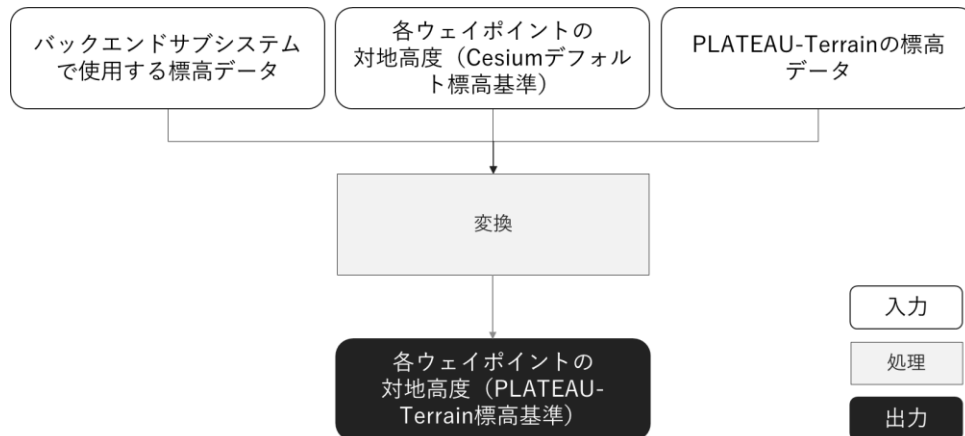 バックエンドサブシステム
で使用する標高データ
各ウェイポイントの
対地高度（Cesiumデフォル
ト標高基準）
PLATEAU-Terrainの標高
データ
変換
各ウェイポイントの
対地高度（PLATEAU-
Terrain標高基準）
入力
処理
出力